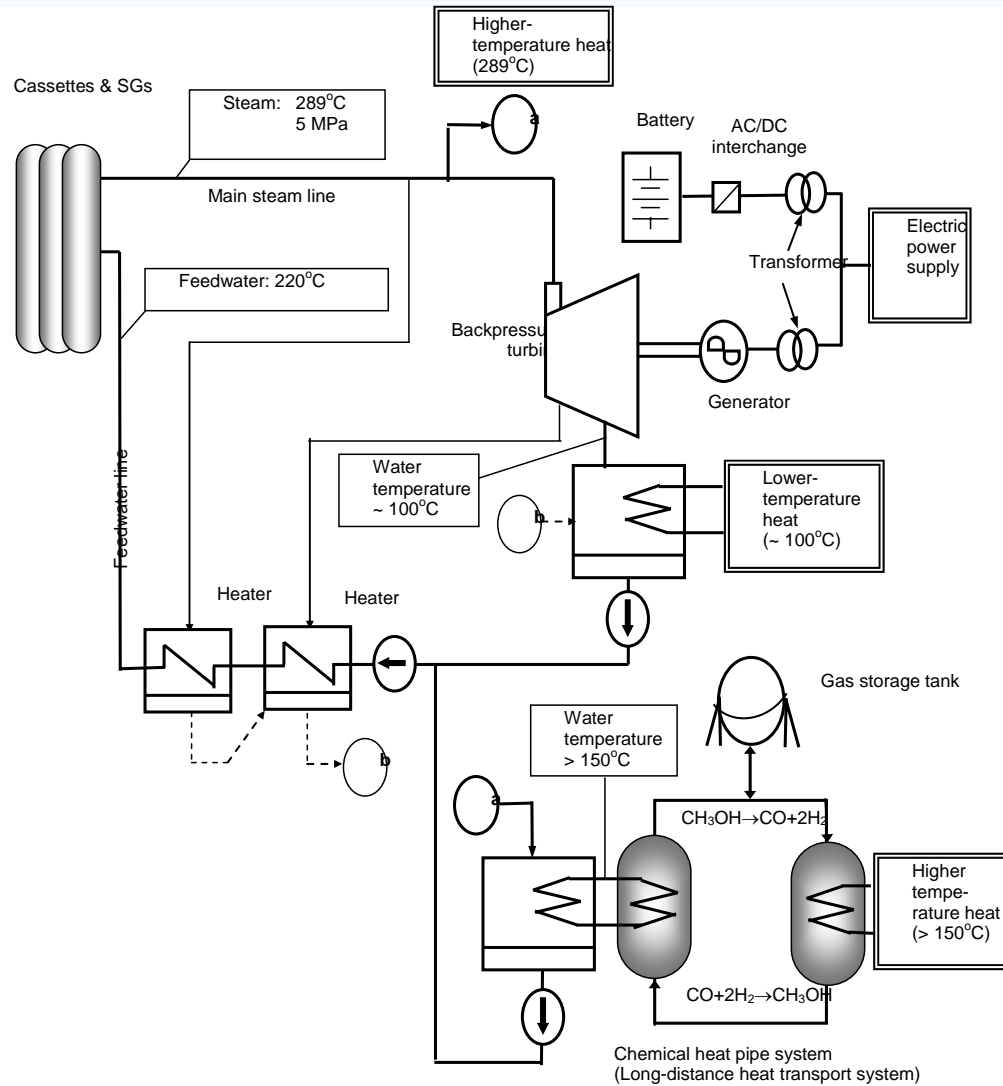 Higher-
temperature heat
(289°C)
Cassettes & SGs
Steam: 289°C
5 MPa
a
Battery
AC/DC
interchange
Main steam line
Electric
power
supply
Transformer
Feedwater: 220°C
Backpressu
turbi
Generator
Water
temperature
~ 100°C
b
Lower-
temperature
heat
(~ 100°C)
Feedwater line
Heater
Heater
Gas storage tank
Water
temperature
> 150°C
b
a
CH₃OH→CO+2H₂
Higher
tempe-
rature heat
(> 150°C)
CO+2H₂→CH₃OH
Chemical heat pipe system
(Long-distance heat transport system)